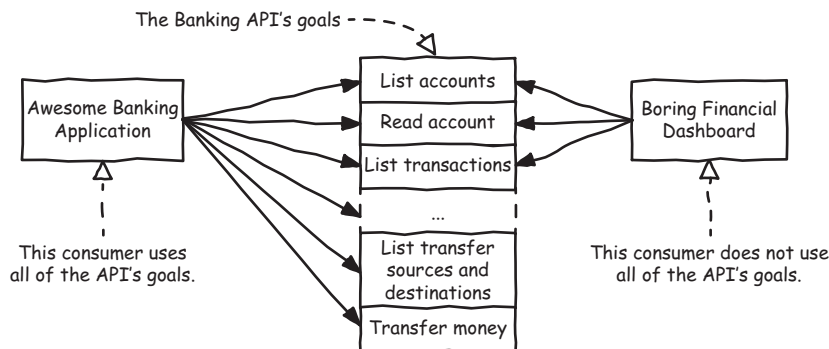 The Banking API's goals
Awesome Banking
Application
List accounts
Read account
List transactions
...
List transfer
sources and
destinations
Transfer money
Boring Financial
Dashboard
This consumer uses
all of the API's goals.
This consumer does not use
all of the API's goals.